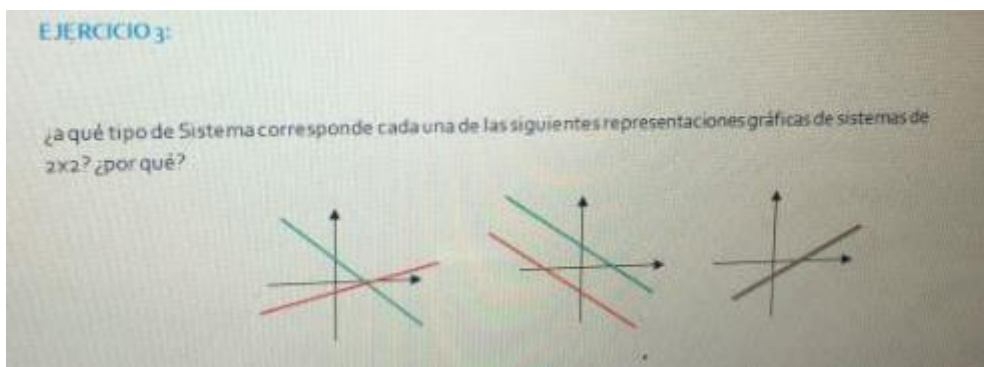 EJERCICIO 3:
¿a qué tipo de Sistema corresponde cada una de las siguientes representaciones gráficas de sistemas de
2x2? ¿por qué?